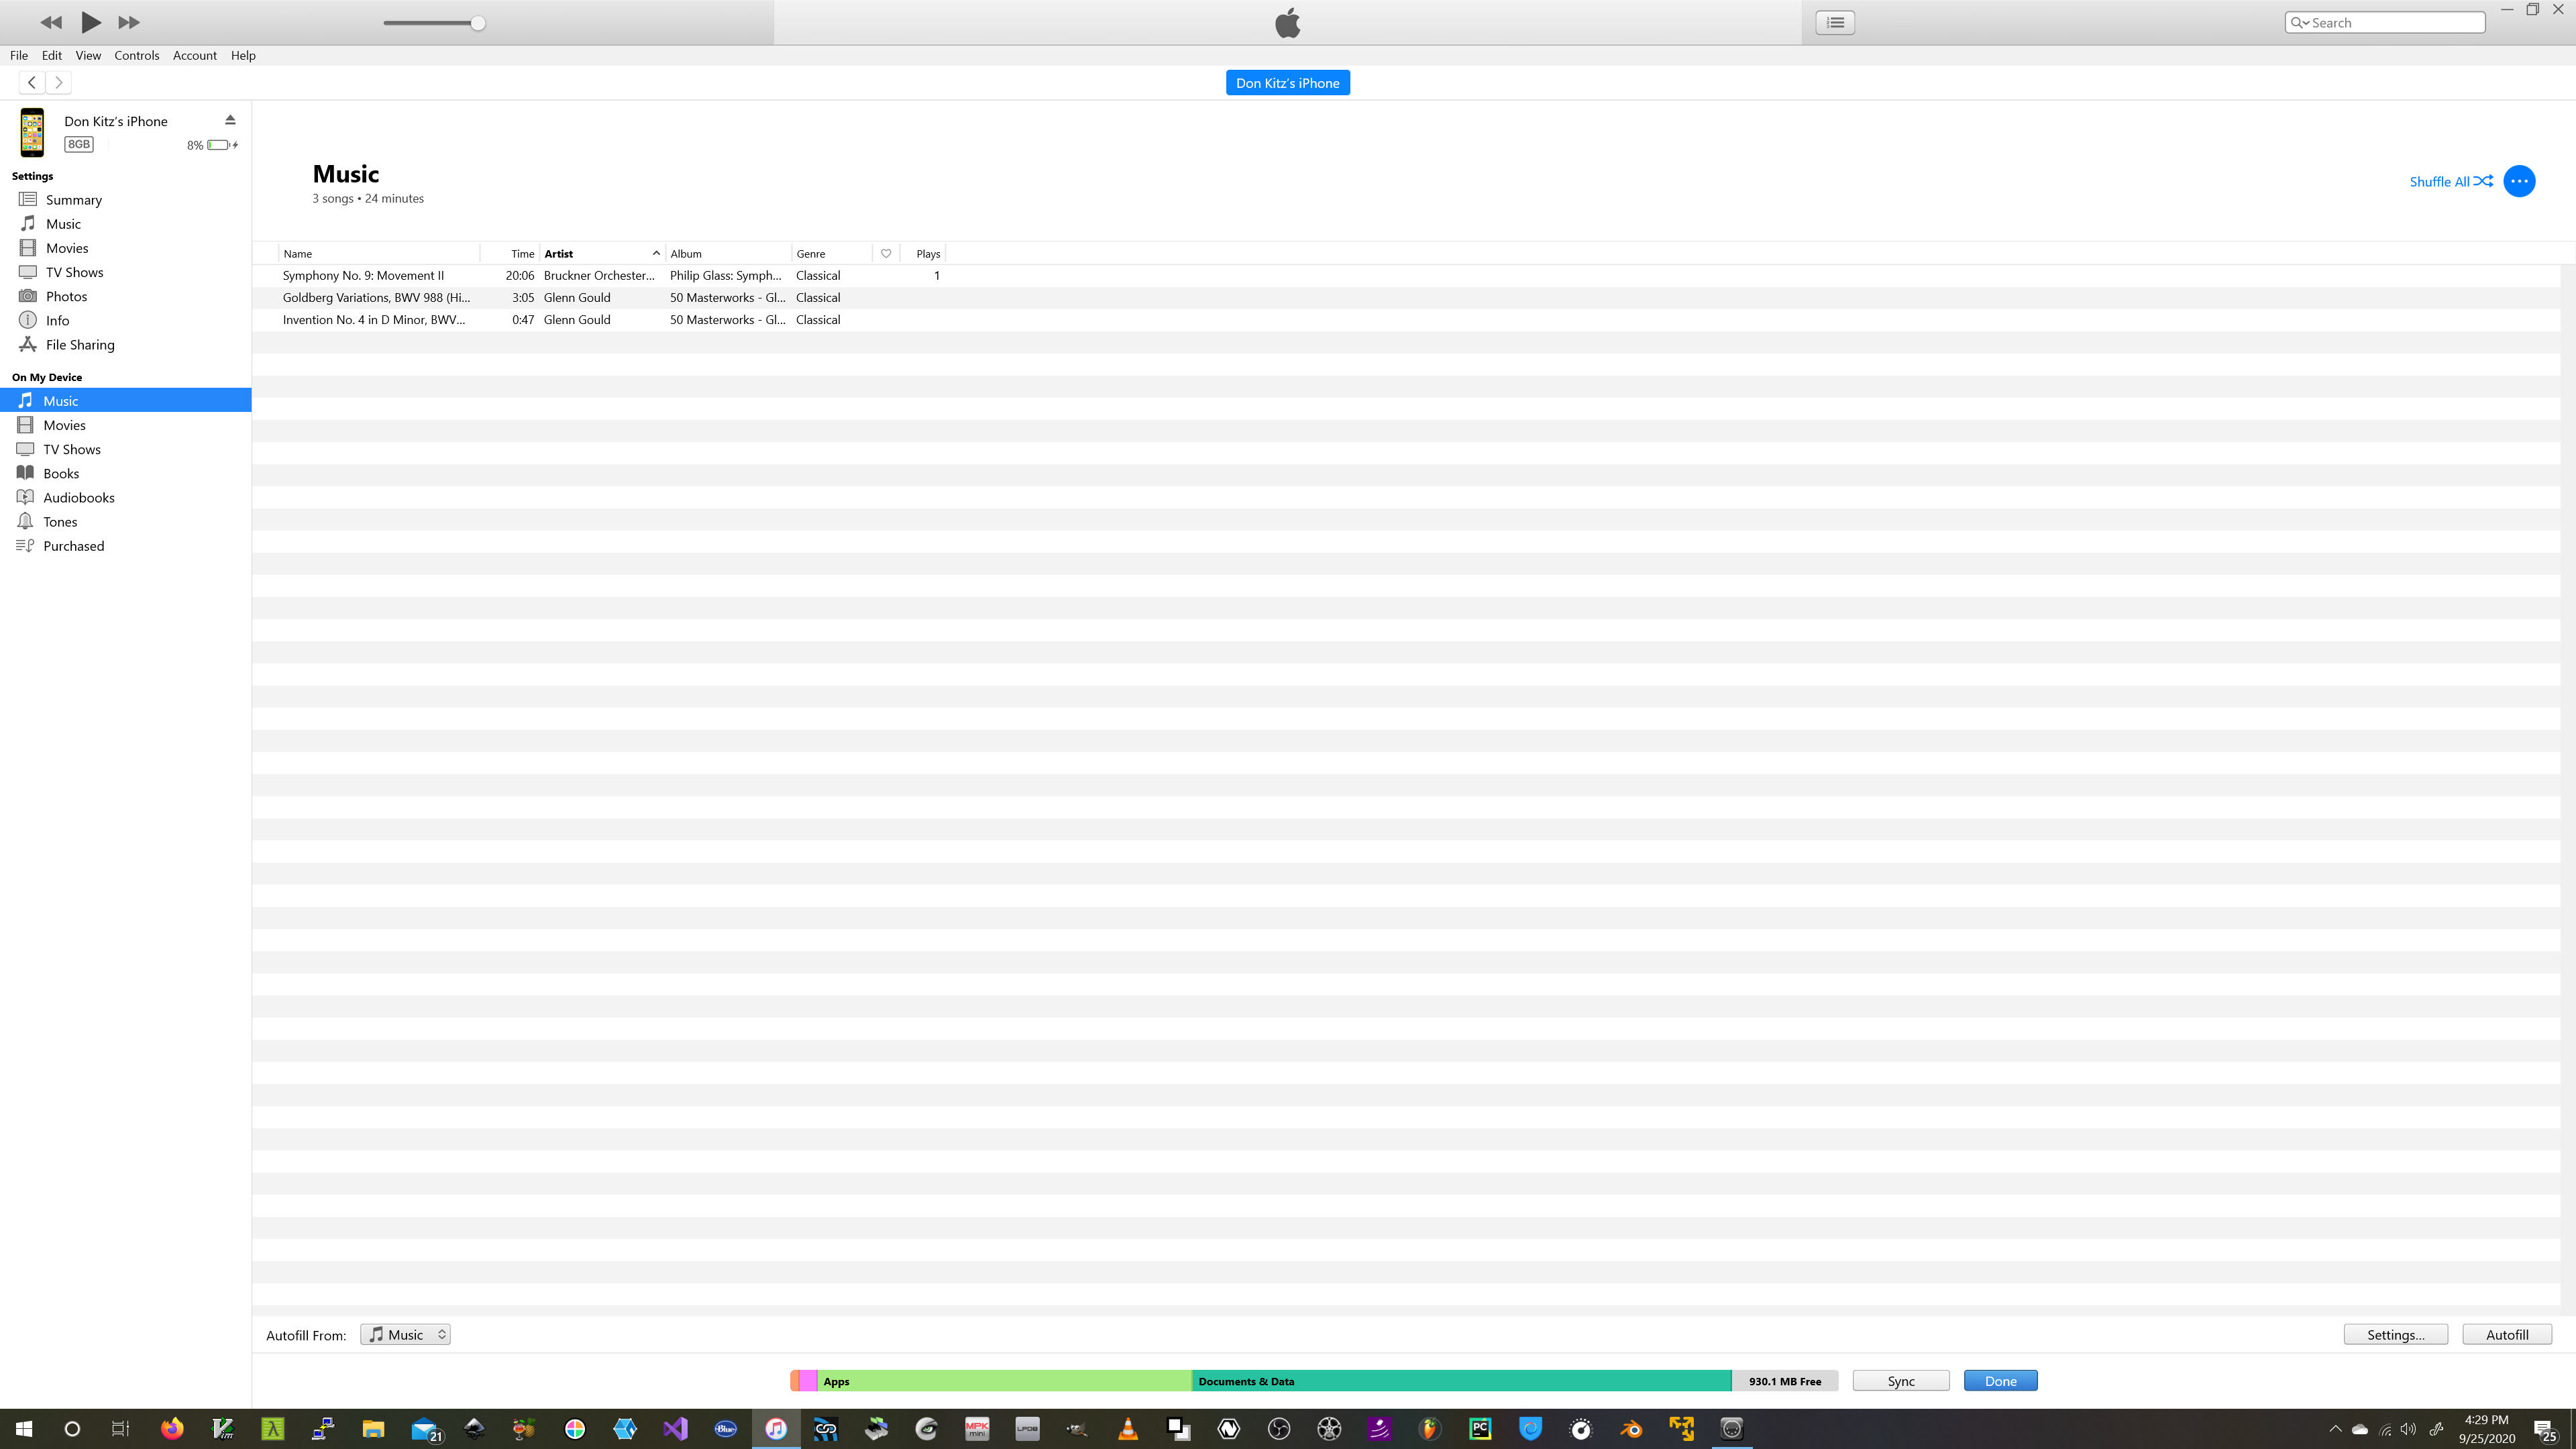 Search
File Edit View Controls Account Help
Don Kitz's iPhone
Don Kitz's iPhone
8GB 8%
Settings
Summary
Music
Movies
TV Shows
Photos
Info
File Sharing
On My Device
Music
Movies
TV Shows
Books
Audiobooks
Tones
Purchased
Music
3 songs • 24 minutes
Shuffle All
Name Time Artist Album Genre Plays
Symphony No. 9: Movement II 20:06 Bruckner Orchester... Philip Glass: Symph... Classical 1
Goldberg Variations, BWV 988 (Hi... 3:05 Glenn Gould 50 Masterworks - Gl... Classical
Invention No. 4 in D Minor, BWV... 0:47 Glenn Gould 50 Masterworks - Gl... Classical
Autofill From: Music Settings... Autofill
Apps Documents & Data 930.1 MB Free Sync Done
21 Blue MPK mini LPD8 PC 4:29 PM
9/25/2020 25